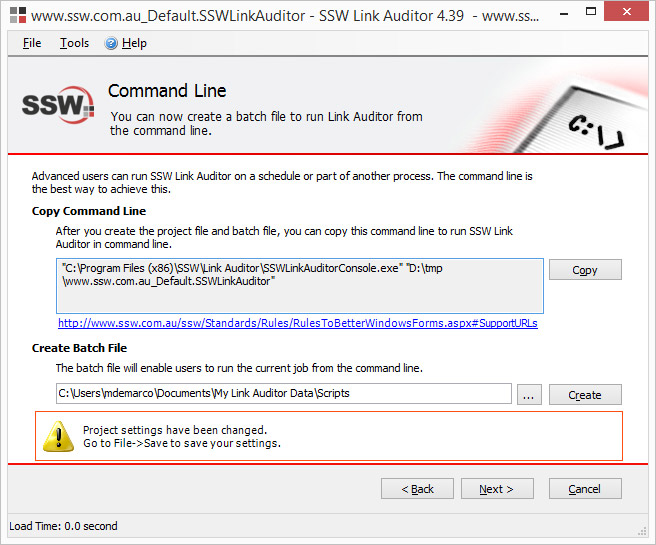 www.ssw.com.au_Default.SSWLinkAuditor - SSW Link Auditor 4.39 - www.ss...
File Tools Help
SSW
Command Line
You can now create a batch file to run Link Auditor from
the command line.
C:\
Advanced users can run SSW Link Auditor on a schedule or part of another process. The command line is
the best way to achieve this.
Copy Command Line
After you create the project file and batch file, you can copy this command line to run SSW Link
Auditor in command line.
"C:\Program Files (x86)\SSW\Link Auditor\SSWLinkAuditorConsole.exe" "D:\tmp
\www.ssw.com.au_Default.SSWLinkAuditor"
Copy
http://www.ssw.com.au/ssw/Standards/Rules/RulesToBetterWindowsForms.aspx#SupportURLs
Create Batch File
The batch file will enable users to run the current job from the command line.
C:\Users\mdemarco\Documents\My Link Auditor Data\Scripts
...
Create
Project settings have been changed.
Go to File->Save to save your settings.
< Back
Next >
Cancel
Load Time: 0.0 second